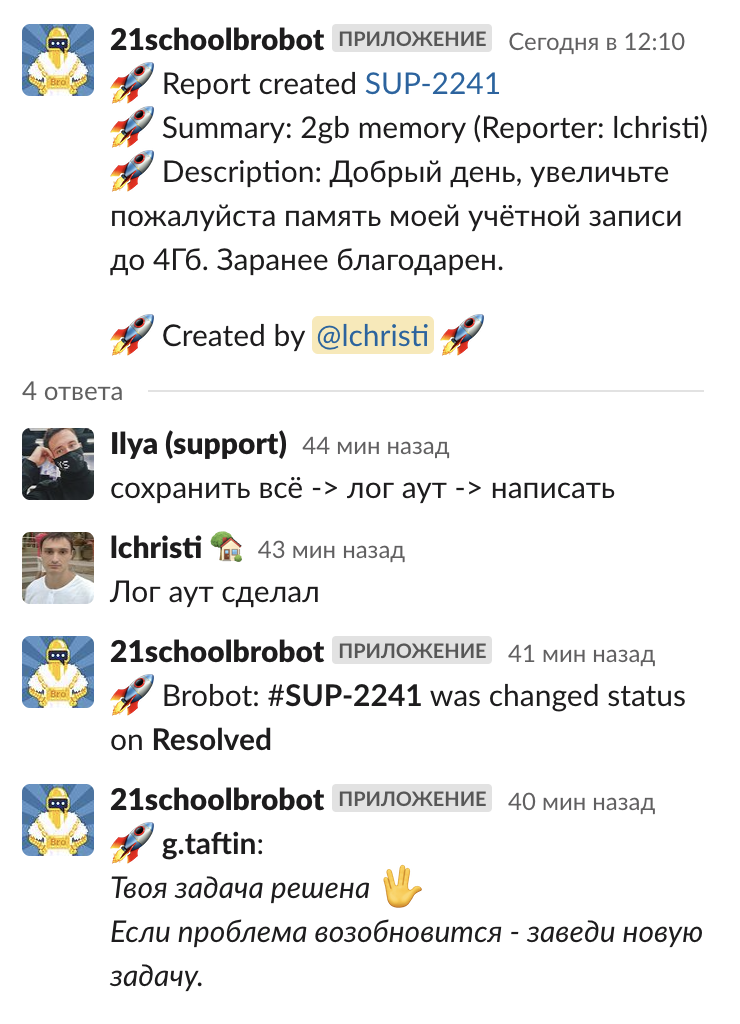 21schoolbrobot ПРИЛОЖЕНИЕ Сегодня в 12:10
🚀 Report created SUP-2241
🚀 Summary: 2gb memory (Reporter: lchristi)
🚀 Description: Добрый день, увеличьте
пожалуйста память моей учётной записи
до 4Гб. Заранее благодарен.
🚀 Created by @lchristi 🚀
4 ответа
Ilya (support) 44 мин назад
сохранить всё -> лог аут -> написать
lchristi 🏡 43 мин назад
Лог аут сделал
21schoolbrobot ПРИЛОЖЕНИЕ 41 мин назад
🚀 Brobot: #SUP-2241 was changed status
on Resolved
21schoolbrobot ПРИЛОЖЕНИЕ 40 мин назад
🚀 g.taftin:
Твоя задача решена 🖖
Если проблема возобновится - заведи новую
задачу.